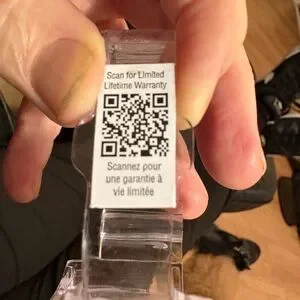 Scan for Limited
Lifetime Warranty
Scannez pour
une garantie à
vie limitée